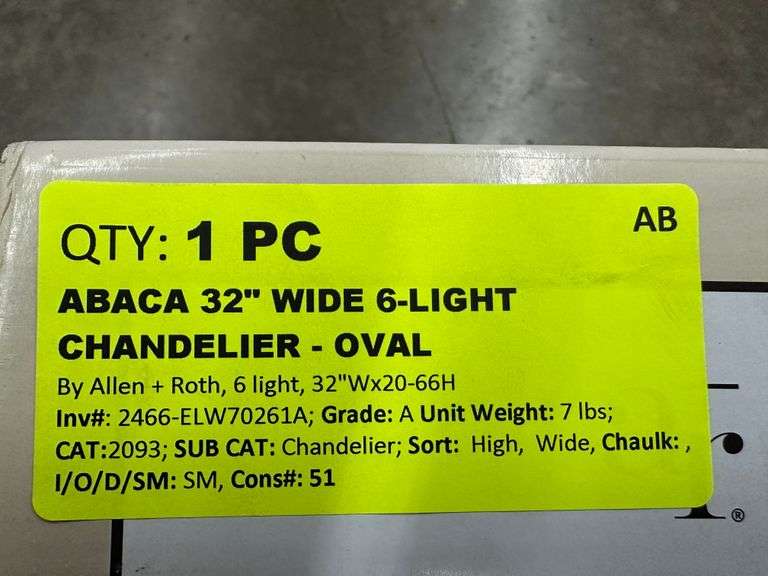 AB
QTY: 1 PC
ABACA 32" WIDE 6-LIGHT
CHANDELIER - OVAL
By Allen + Roth, 6 light, 32"Wx20-66H
Inv#: 2466-ELW70261A; Grade: A Unit Weight: 7 lbs;
CAT:2093; SUB CAT: Chandelier; Sort: High, Wide, Chaulk: ,
I/O/D/SM: SM, Cons#: 51
r®